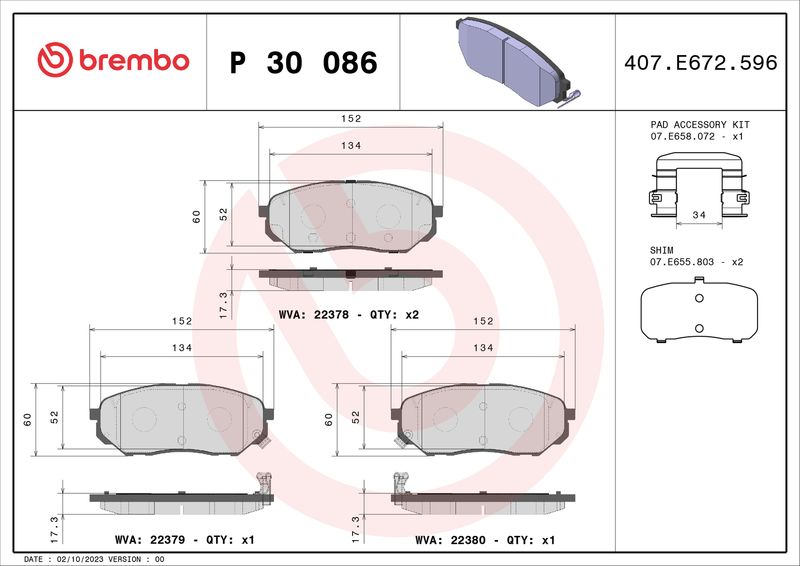 brembo P 30 086 407.E672.596
PAD ACCESSORY KIT
07.E658.072 - x1
34
SHIM
07.E655.803 - x2
152
134
60
52
17.3
WVA: 22378 - QTY: x2
152
134
60
52
17.3
WVA: 22379 - QTY: x1
152
134
60
52
17.3
WVA: 22380 - QTY: x1
DATE : 02/10/2023 VERSION : 00